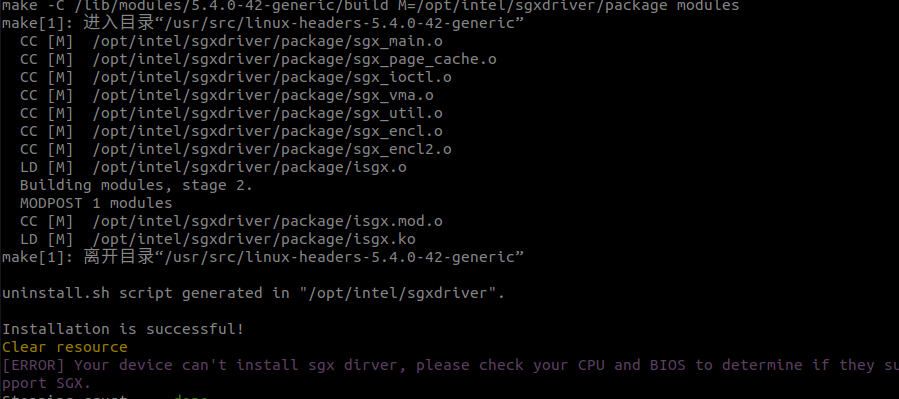 make -C /lib/modules/5.4.0-42-generic/build M=/opt/intel/sgxdriver/package modules
make[1]: 进入目录“/usr/src/linux-headers-5.4.0-42-generic”
CC [M]  /opt/intel/sgxdriver/package/sgx_main.o
CC [M]  /opt/intel/sgxdriver/package/sgx_page_cache.o
CC [M]  /opt/intel/sgxdriver/package/sgx_ioctl.o
CC [M]  /opt/intel/sgxdriver/package/sgx_vma.o
CC [M]  /opt/intel/sgxdriver/package/sgx_util.o
CC [M]  /opt/intel/sgxdriver/package/sgx_encl.o
CC [M]  /opt/intel/sgxdriver/package/sgx_encl2.o
LD [M]  /opt/intel/sgxdriver/package/isgx.o
Building modules, stage 2.
MODPOST 1 modules
CC [M]  /opt/intel/sgxdriver/package/isgx.mod.o
LD [M]  /opt/intel/sgxdriver/package/isgx.ko
make[1]: 离开目录“/usr/src/linux-headers-5.4.0-42-generic”
uninstall.sh script generated in "/opt/intel/sgxdriver".
Installation is successful!
Clear resource
[ERROR] Your device can't install sgx dirver, please check your CPU and BIOS to determine if they su
pport SGX.